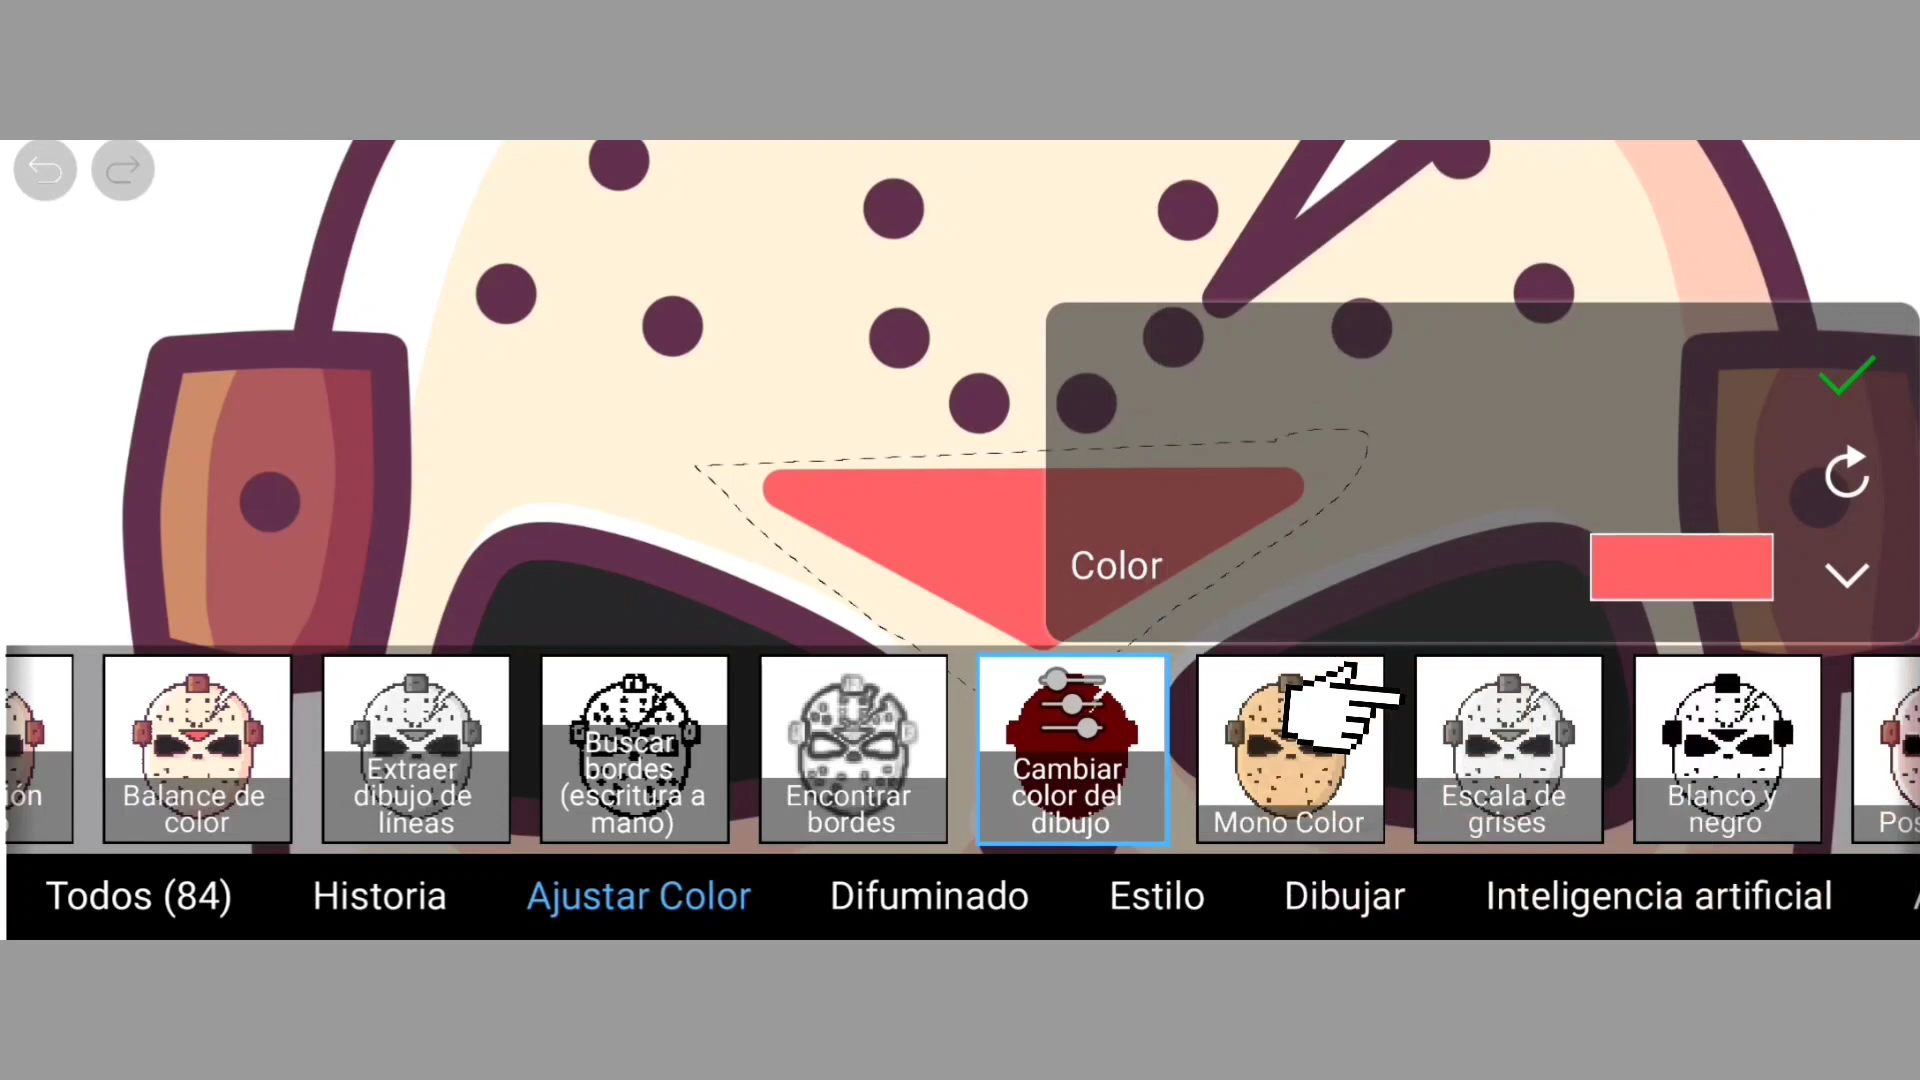 Color
ón
Balance de
color
Extraer
dibujo de
líneas
Buscar
bordes
(escritura a
mano)
Encontrar
bordes
Cambiar
color del
dibujo
Mono Color
Escala de
grises
Blanco y
negro
Pos
Todos (84)
Historia
Ajustar Color
Difuminado
Estilo
Dibujar
Inteligencia artificial